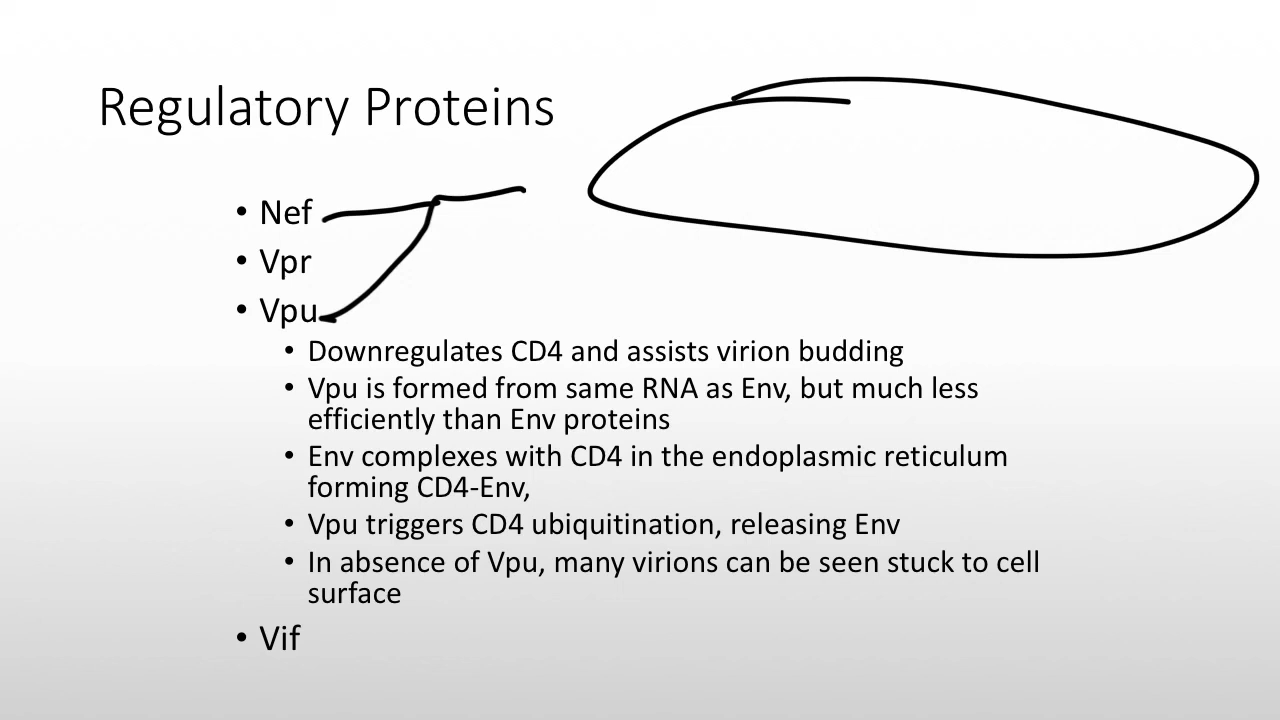 Regulatory Proteins
• Nef
• Vpr
• Vpu
• Downregulates CD4 and assists virion budding
• Vpu is formed from same RNA as Env, but much less
efficiently than Env proteins
• Env complexes with CD4 in the endoplasmic reticulum
forming CD4-Env,
• Vpu triggers CD4 ubiquitination, releasing Env
• In absence of Vpu, many virions can be seen stuck to cell
surface
• Vif